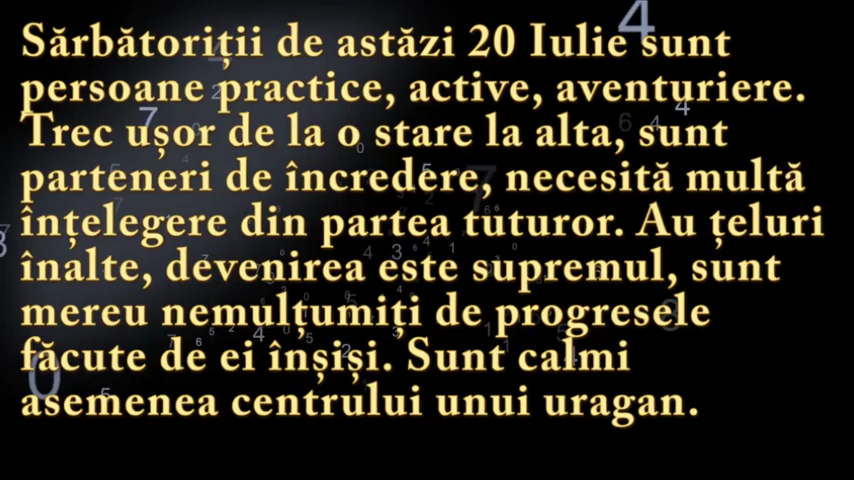 Sărbătoriții de astăzi 20 Iulie sunt
persoane practice, active, aventuriere.
Trec ușor de la o stare la alta, sunt
parteneri de încredere, necesită multă
înțelegere din partea tuturor. Au țeluri
înalte, devenirea este supremul, sunt
mereu nemulțumiți de progresele
făcute de ei înșiși. Sunt calmi
asemenea centrului unui uragan.